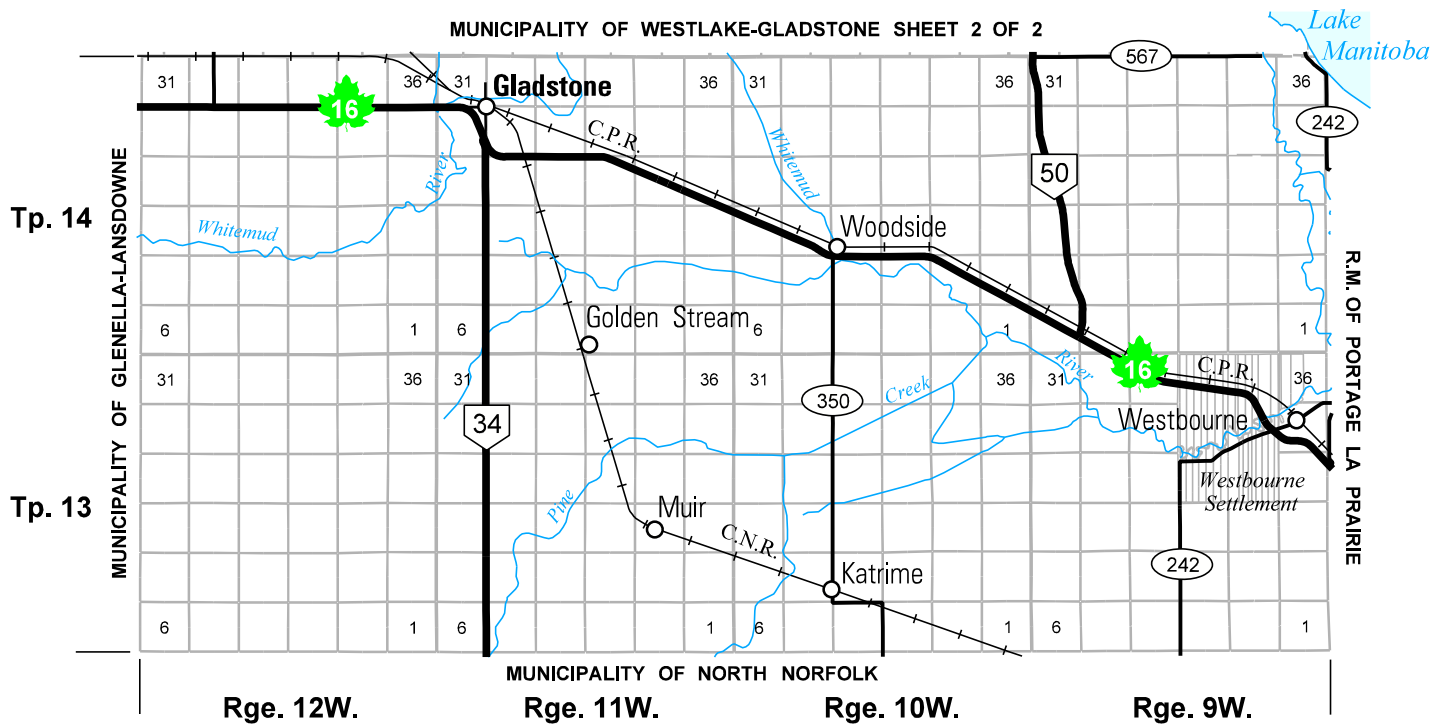 MUNICIPALITY OF WESTLAKE-GLADSTONE SHEET 2 OF 2
Lake
Manitoba
567
31
36
31
36
31
36
31
36
Gladstone
16
C.P.R.
242
Whitemud
50
River
Tp. 14
Whitemud
Woodside
MUNICIPALITY OF GLENELLA-LANSDOWNE
R.M. OF PORTAGE LA PRAIRIE
Golden Stream
6
1
6
6
1
1
31
36
31
36
31
36
31
36
River
16
C.P.R.
Creek
350
34
Westbourne
Westbourne
Settlement
Tp. 13
Pine
Muir
C.N.R.
Katrime
242
6
1
6
1
6
1
6
1
MUNICIPALITY OF NORTH NORFOLK
Rge. 12W.
Rge. 11W.
Rge. 10W.
Rge. 9W.